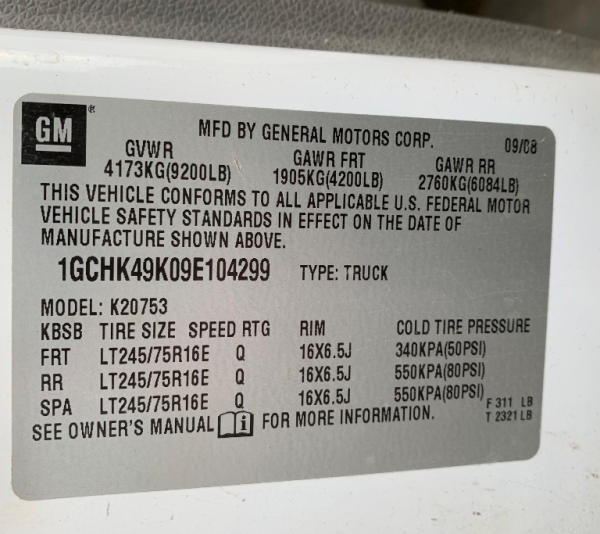 GM ®
MFD BY GENERAL MOTORS CORP. 09/08
GVWR GAWR FRT GAWR RR
4173KG(9200LB) 1905KG(4200LB) 2760KG(6084LB)
THIS VEHICLE CONFORMS TO ALL APPLICABLE U.S. FEDERAL MOTOR
VEHICLE SAFETY STANDARDS IN EFFECT ON THE DATE OF
MANUFACTURE SHOWN ABOVE.
1GCHK49K09E104299 TYPE: TRUCK
MODEL: K20753
KBSB TIRE SIZE SPEED RTG RIM COLD TIRE PRESSURE
FRT LT245/75R16E Q 16X6.5J 340KPA(50PSI)
RR LT245/75R16E Q 16X6.5J 550KPA(80PSI)
SPA LT245/75R16E Q 16X6.5J 550KPA(80PSI)
F 311 LB
T 2321 LB
SEE OWNER'S MANUAL i FOR MORE INFORMATION.